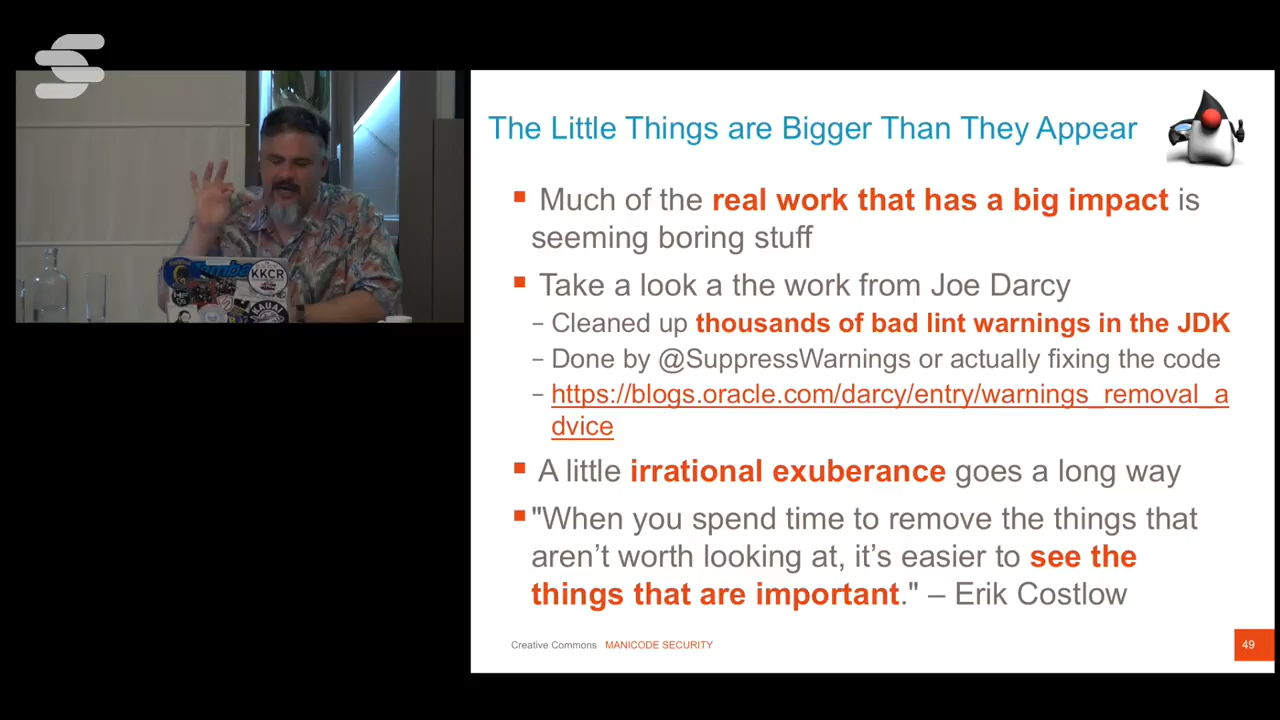 The Little Things are Bigger Than They Appear
Much of the real work that has a big impact is
seeming boring stuff
Take a look a the work from Joe Darcy
– Cleaned up thousands of bad lint warnings in the JDK
– Done by @SuppressWarnings or actually fixing the code
– https://blogs.oracle.com/darcy/entry/warnings_removal_a
dvice
A little irrational exuberance goes a long way
"When you spend time to remove the things that
aren’t worth looking at, it’s easier to see the
things that are important." – Erik Costlow
Creative Commons MANICODE SECURITY
49
KKCR
KAUAI